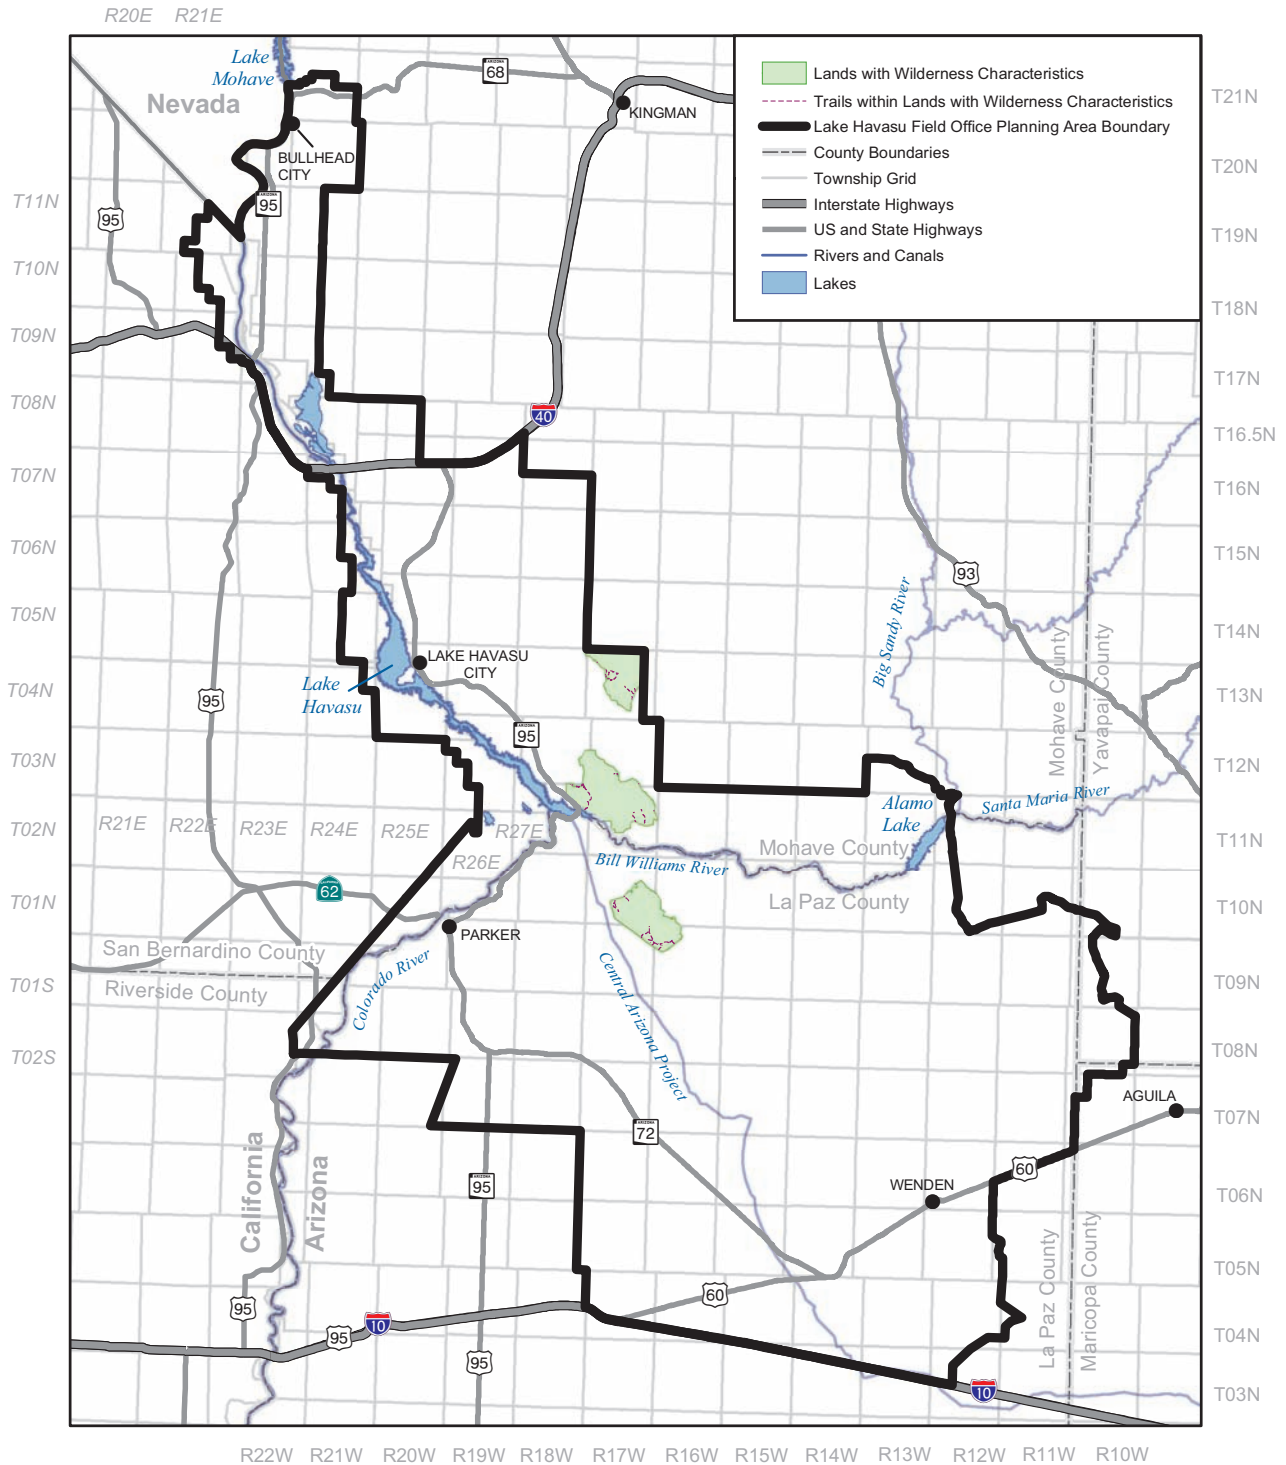 R20E R21E
Lake
Mohave
Nevada
ARIZONA
68
KINGMAN
BULLHEAD
CITY
ARIZONA
95
95
Lands with Wilderness Characteristics
Trails within Lands with Wilderness Characteristics
Lake Havasu Field Office Planning Area Boundary
County Boundaries
Township Grid
Interstate Highways
US and State Highways
Rivers and Canals
Lakes
T21N
T20N
T19N
T18N
T17N
T16.5N
T16N
T15N
T14N
T13N
T12N
T11N
T10N
T09N
T08N
T07N
T06N
T05N
T04N
T03N
T11N
T10N
T09N
T08N
T07N
T06N
T05N
T04N
T03N
T02N
T01N
T01S
T02S
40
93
Big Sandy River
Mohave County
Yavapai County
LAKE HAVASU
CITY
Lake
Havasu
95
ARIZONA
95
Alamo
Lake
Santa Maria River
R21E R22E R23E R24E R25E R27E
R26E
Bill Williams River
Mohave County
La Paz County
CALIFORNIA
62
PARKER
San Bernardino County
Riverside County
Colorado River
Central Arizona Project
AGUILA
ARIZONA
72
60
WENDEN
ARIZONA
95
California
Arizona
La Paz County
Maricopa County
60
95
95
10
95
10
R22W R21W R20W R19W R18W R17W R16W R15W R14W R13W R12W R11W R10W